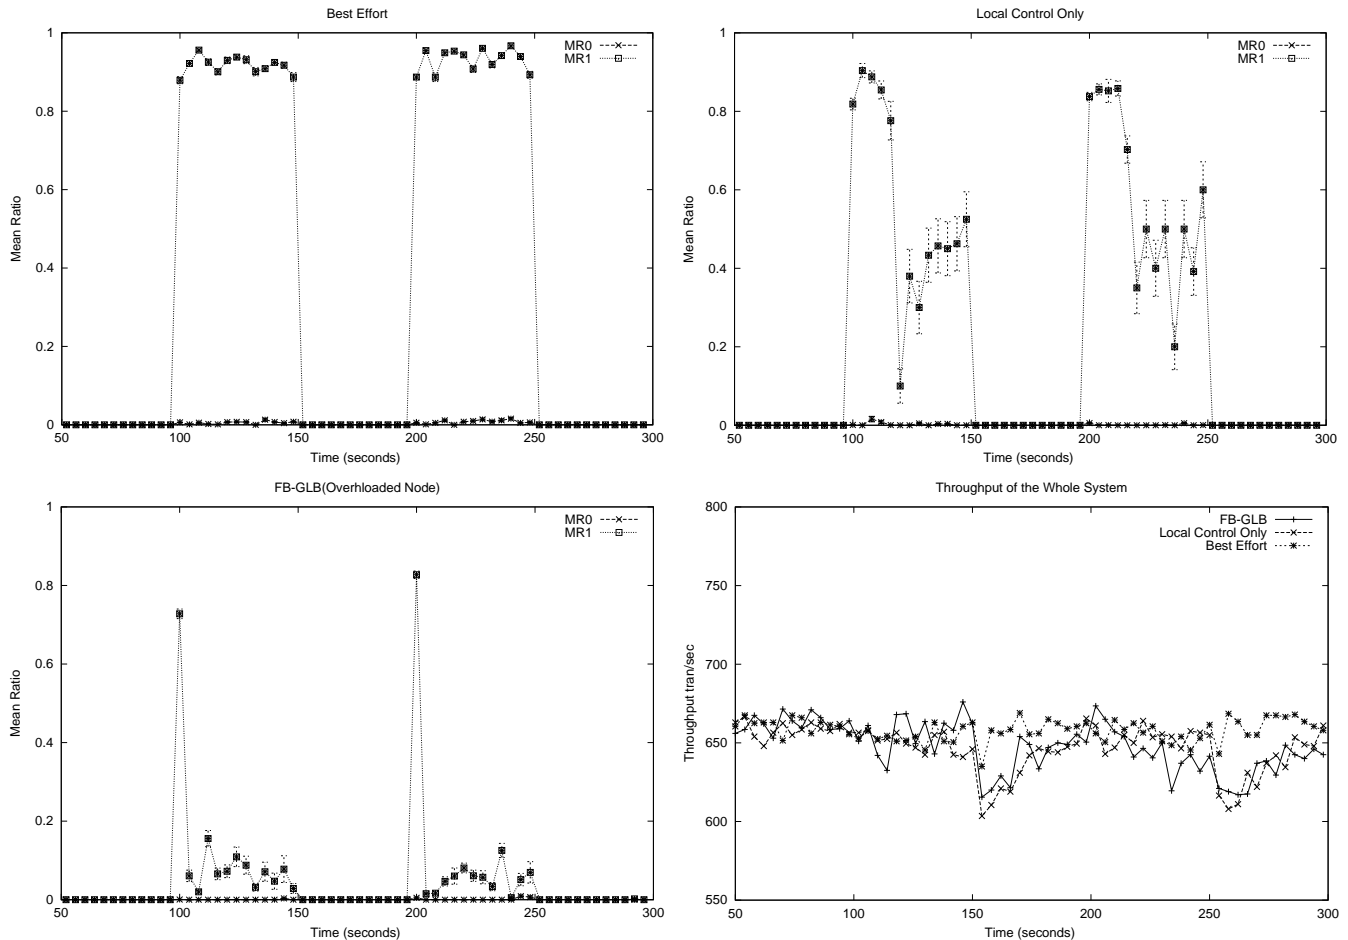 Best Effort
1
0.8
0.6
0.4
0.2
0
Mean Ratio
MR0
MR1
50
100
150
200
250
300
Time (seconds)
Local Control Only
1
0.8
0.6
0.4
0.2
0
Mean Ratio
MR0
MR1
50
100
150
200
250
300
Time (seconds)
FB-GLB(Overhloaded Node)
1
0.8
0.6
0.4
0.2
0
Mean Ratio
MR0
MR1
50
100
150
200
250
300
Time (seconds)
Throughput of the Whole System
800
750
700
650
600
550
Throughput tran/sec
FB-GLB
Local Control Only
Best Effort
50
100
150
200
250
300
Time (seconds)